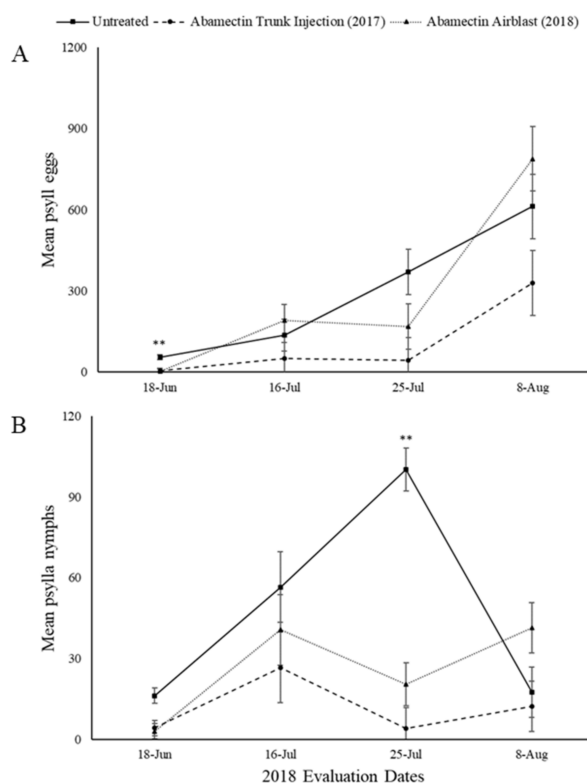 Untreated Abamectin Trunk Injection (2017) Abamectin Airblast (2018)
A
1200
900
600
300
0
Mean psyll eggs
**
18-Jun 16-Jul 25-Jul 8-Aug
B
120
90
60
30
0
Mean psylla nymphs
**
18-Jun 16-Jul 25-Jul 8-Aug
2018 Evaluation Dates